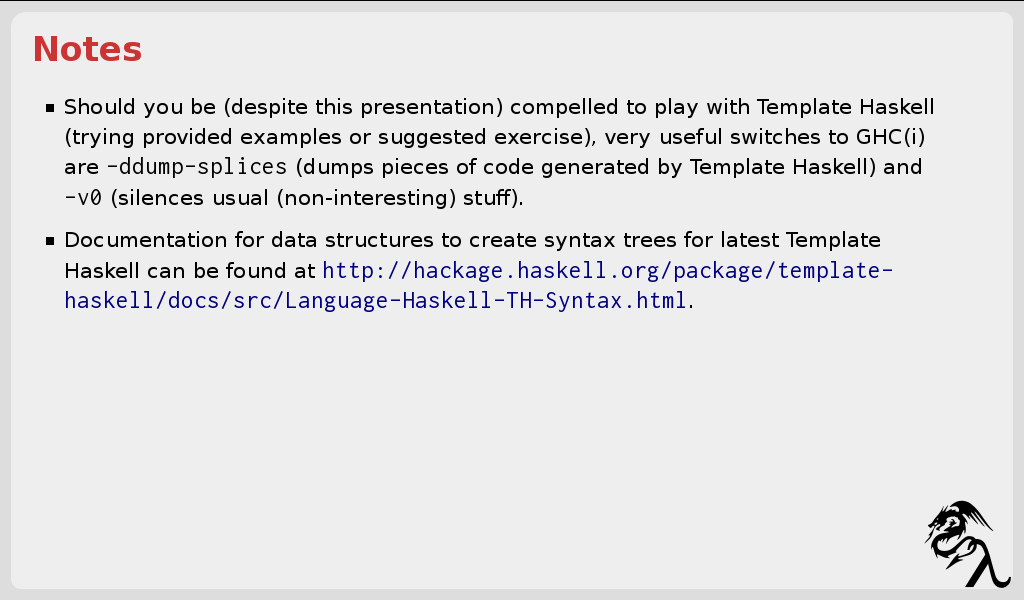 Notes
▪ Should you be (despite this presentation) compelled to play with Template Haskell
(trying provided examples or suggested exercise), very useful switches to GHC(i)
are -ddump-splices (dumps pieces of code generated by Template Haskell) and
-v0 (silences usual (non-interesting) stuff).
▪ Documentation for data structures to create syntax trees for latest Template
Haskell can be found at http://hackage.haskell.org/package/template-
haskell/docs/src/Language-Haskell-TH-Syntax.html.